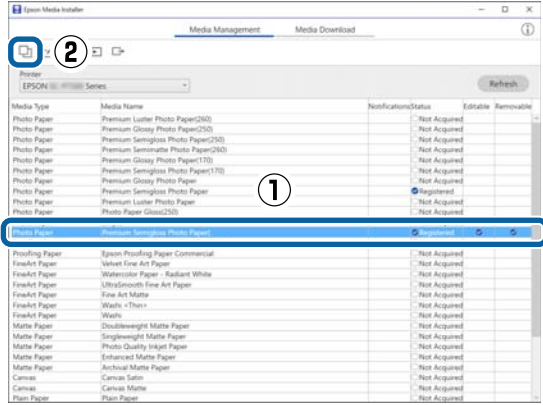 Epson Media Installer
Media Management Media Download
②
Printer
EPSON Series
Refresh
Media Type Media Name Notifications Status Editable Removable
Photo Paper Premium Luster Photo Paper(260) Not Acquired
Photo Paper Premium Glossy Photo Paper(250) Not Acquired
Photo Paper Premium Semigloss Photo Paper(250) Not Acquired
Photo Paper Premium Semimatte Photo Paper(260) Not Acquired
Photo Paper Premium Glossy Photo Paper(170) Not Acquired
Photo Paper Premium Semigloss Photo Paper(170) Not Acquired
Photo Paper Premium Glossy Photo Paper Not Acquired
Photo Paper Premium Semigloss Photo Paper Registered
Photo Paper Premium Luster Photo Paper Not Acquired
Photo Paper Photo Paper Gloss(250) Not Acquired
①
Photo Paper Premium Semigloss Photo Paper( Registered
Proofing Paper Epson Proofing Paper Commercial Not Acquired
FineArt Paper Velvet Fine Art Paper Not Acquired
FineArt Paper Watercolor Paper - Radiant White Not Acquired
FineArt Paper UltraSmooth Fine Art Paper Not Acquired
FineArt Paper Fine Art Matte Not Acquired
FineArt Paper Washi <Thin> Not Acquired
FineArt Paper Washi Not Acquired
Matte Paper Doubleweight Matte Paper Not Acquired
Matte Paper Singleweight Matte Paper Not Acquired
Matte Paper Photo Quality Inkjet Paper Not Acquired
Matte Paper Enhanced Matte Paper Not Acquired
Matte Paper Archival Matte Paper Not Acquired
Canvas Canvas Satin Not Acquired
Canvas Canvas Matte Not Acquired
Plain Paper Plain Paper Not Acquired